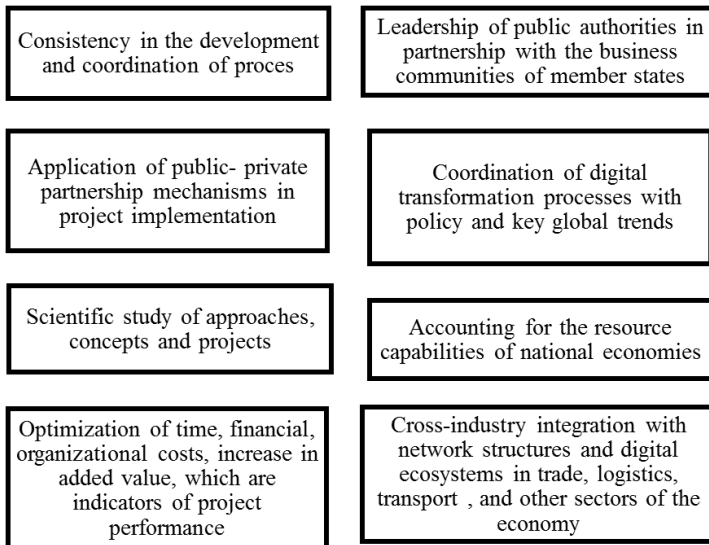 Consistency in the development
and coordination of proces
Leadership of public authorities in
partnership with the business
communities of member states
Application of public- private
partnership mechanisms in
project implementation
Coordination of digital
transformation processes with
policy and key global trends
Scientific study of approaches,
concepts and projects
Accounting for the resource
capabilities of national economies
Optimization of time, financial,
organizational costs, increase in
added value, which are
indicators of project
performance
Cross-industry integration with
network structures and digital
ecosystems in trade, logistics,
transport , and other sectors of the
economy